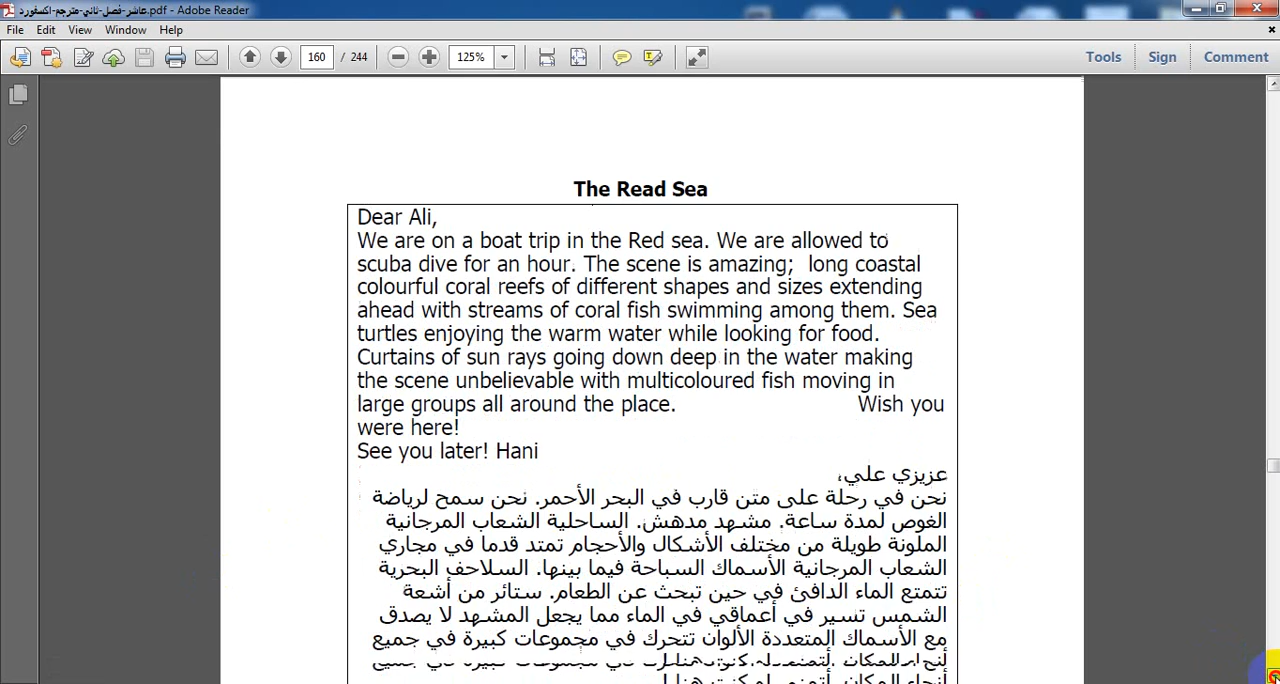 عاشر-فصل-ثاني-مترجم-اكسفورد.pdf - Adobe Reader
File Edit View Window Help
160 / 244 125% Tools Sign Comment
The Read Sea
Dear Ali,
We are on a boat trip in the Red sea. We are allowed to
scuba dive for an hour. The scene is amazing; long coastal
colourful coral reefs of different shapes and sizes extending
ahead with streams of coral fish swimming among them. Sea
turtles enjoying the warm water while looking for food.
Curtains of sun rays going down deep in the water making
the scene unbelievable with multicoloured fish moving in
large groups all around the place. Wish you
were here!
See you later! Hani
عزيزي علي،
نحن في رحلة على متن قارب في البحر الأحمر. نحن سمح لرياضة
الغوص لمدة ساعة. مشهد مدهش. الساحلية الشعاب المرجانية
الملونة طويلة من مختلف الأشكال والأحجام تمتد قدما في مجاري
الشعاب المرجانية الأسماك السباحة فيما بينها. السلاحف البحرية
تتمتع الماء الدافئ في حين تبحث عن الطعام. ستائر من أشعة
الشمس تسير في أعماقي في الماء مما يجعل المشهد لا يصدق
مع الأسماك المتعددة الألوان تتحرك في مجموعات كبيرة في جميع